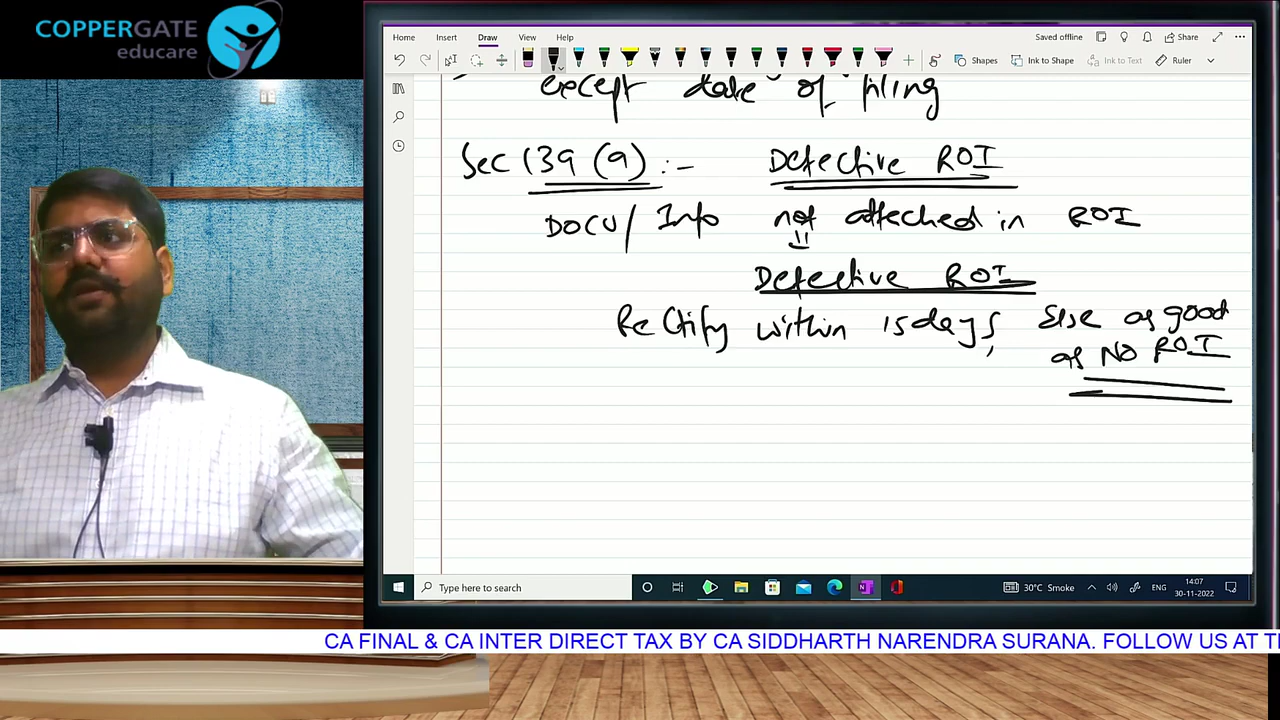 COPPERGATE
educare
Home Insert Draw View Help
Saved offline
Share
Shapes
Ink to Shape
Ink to Text
Ruler
except date of filing
Sec 139 (9) :- Defective ROI
DOCU/ Info not attached in ROI
Defective ROI
Rectify within 15 days, else as good
as NO ROI
Type here to search
30°C Smoke
ENG
14:07
30-11-2022
CA FINAL & CA INTER DIRECT TAX BY CA SIDDHARTH NARENDRA SURANA. FOLLOW US AT